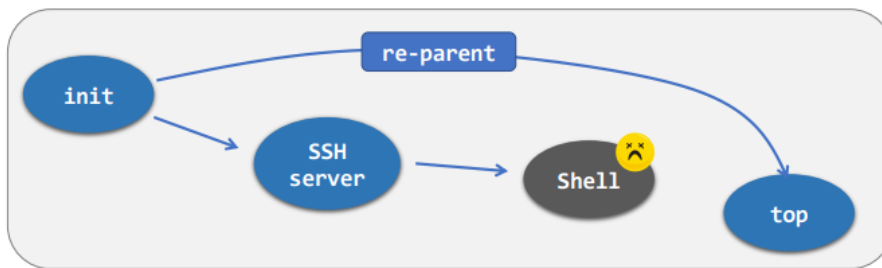 re-parent
init
SSH
server
Shell
top